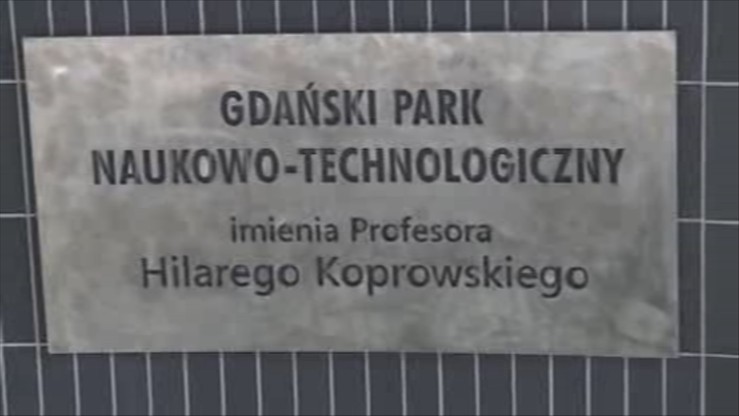 GDAŃSKI PARK
NAUKOWO-TECHNOLOGICZNY
imienia Profesora
Hilarego Koprowskiego